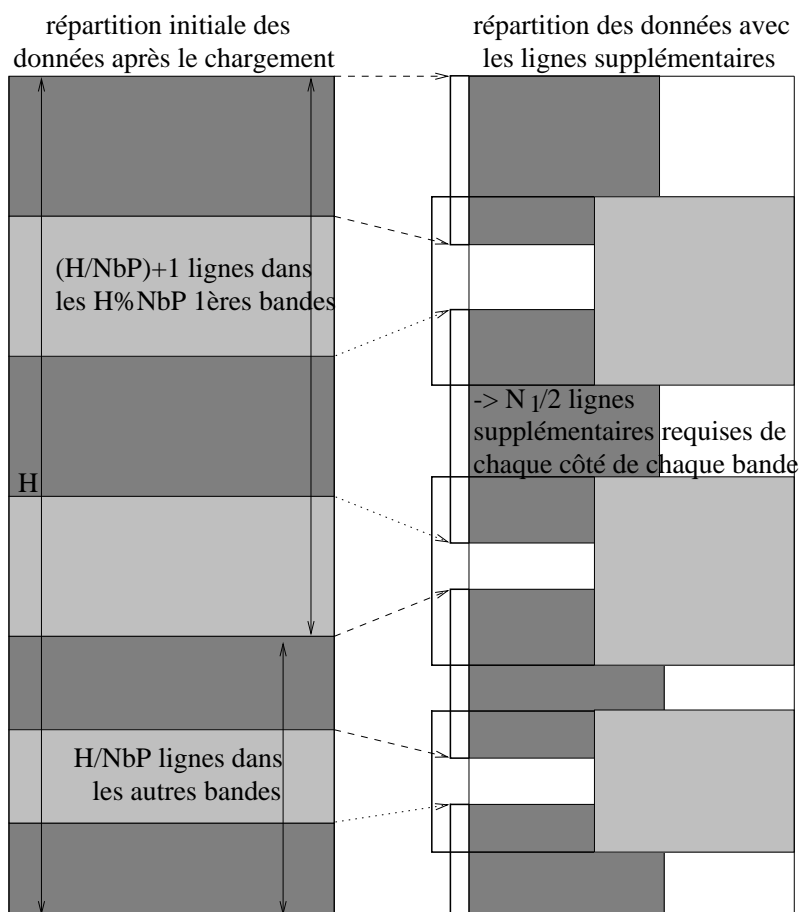 répartition initiale des
données après le chargement
répartition des données avec
les lignes supplémentaires
(H/NbP)+1 lignes dans
les H%NbP 1ères bandes
-> N 1/2 lignes
supplémentaires requises de
chaque côté de chaque bande
H
H/NbP lignes dans
les autres bandes